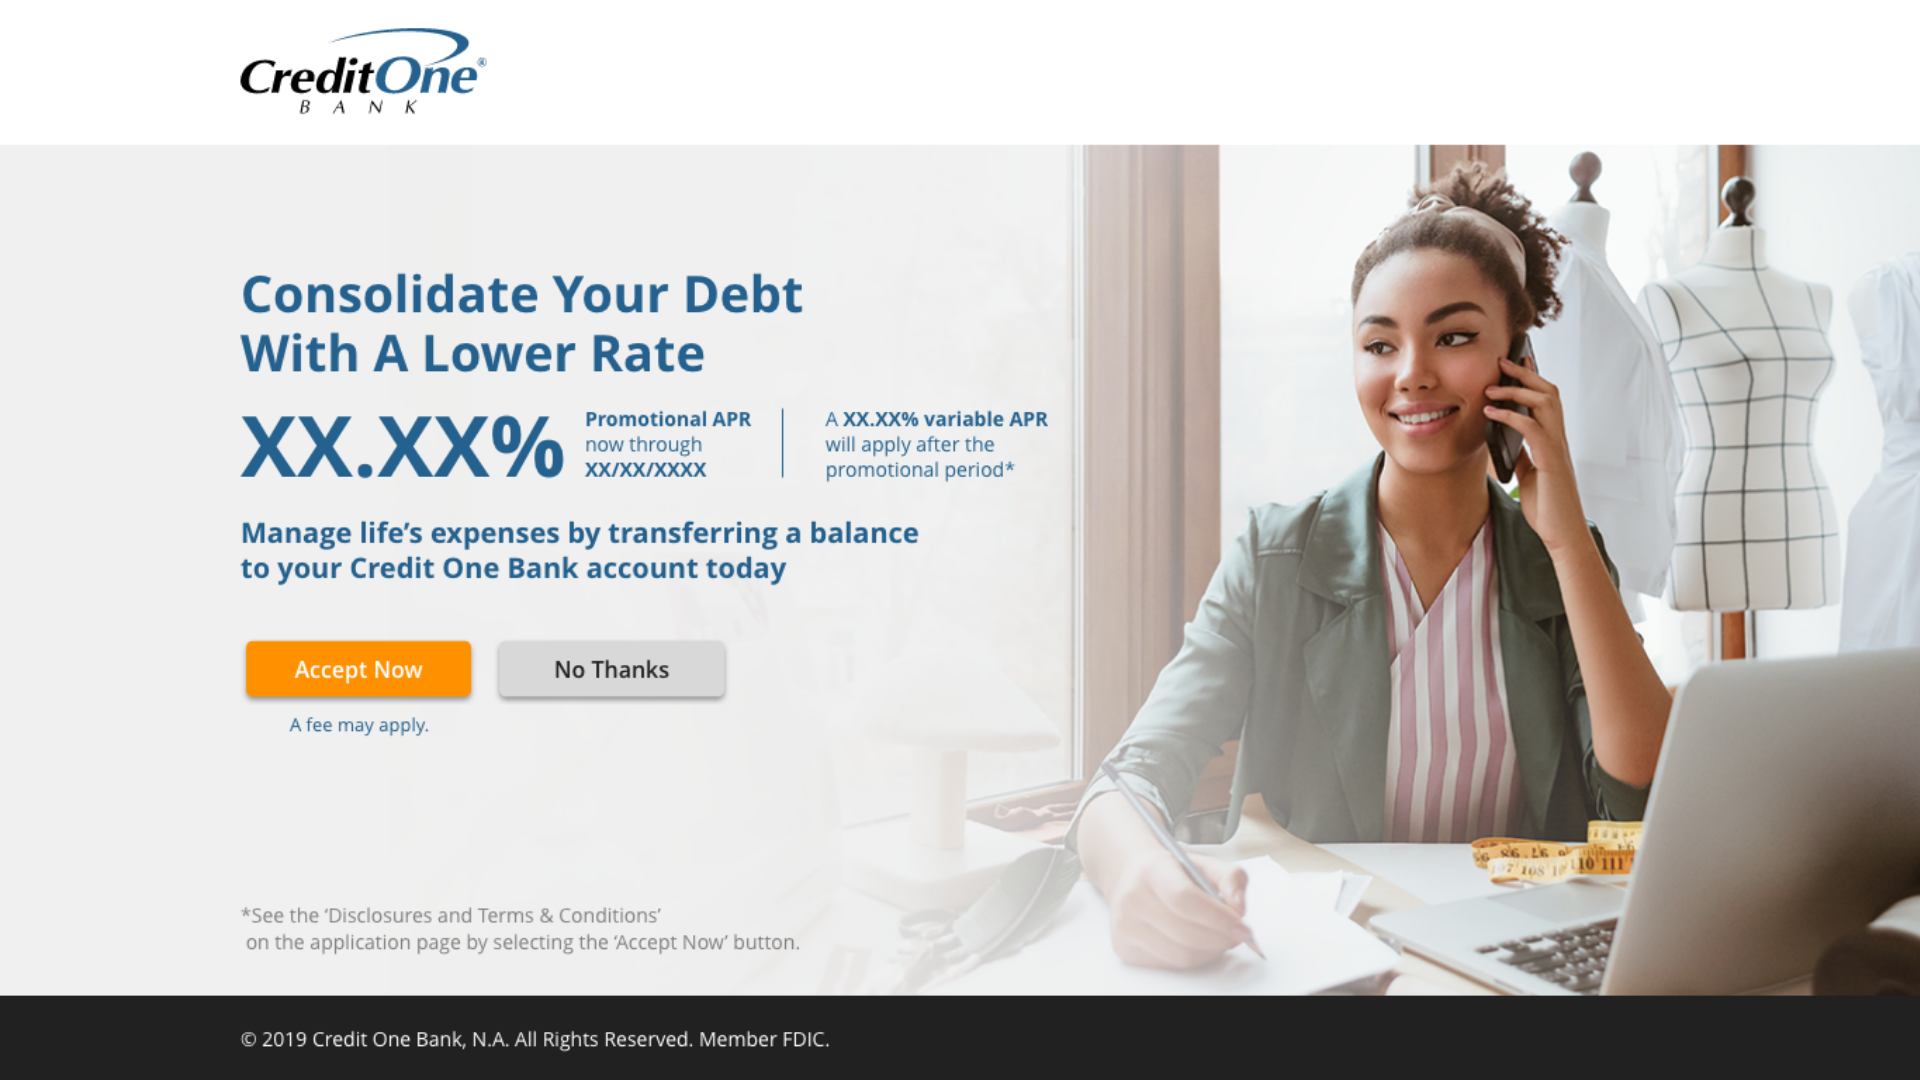 CreditOne®
BANK
Consolidate Your Debt
With A Lower Rate
XX.XX%
Promotional APR
now through
XX/XX/XXXX
A XX.XX% variable APR
will apply after the
promotional period*
Manage life’s expenses by transferring a balance
to your Credit One Bank account today
Accept Now
No Thanks
A fee may apply.
*See the ‘Disclosures and Terms & Conditions’
on the application page by selecting the ‘Accept Now’ button.
© 2019 Credit One Bank, N.A. All Rights Reserved. Member FDIC.